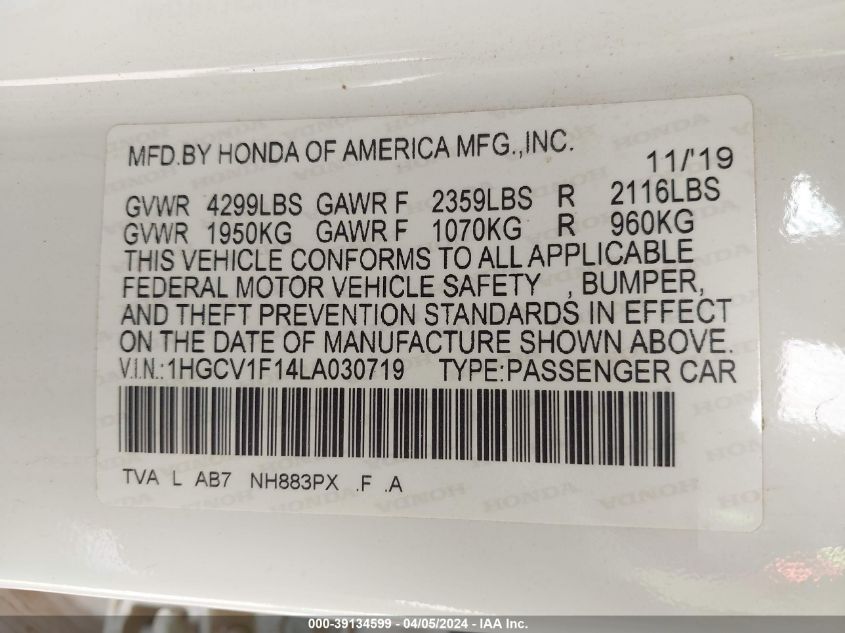 MFD.BY HONDA OF AMERICA MFG.,INC. 11/'19
GVWR 4299LBS GAWR F 2359LBS R 2116LBS
GVWR 1950KG GAWR F 1070KG R 960KG
THIS VEHICLE CONFORMS TO ALL APPLICABLE
FEDERAL MOTOR VEHICLE SAFETY , BUMPER,
AND THEFT PREVENTION STANDARDS IN EFFECT
ON THE DATE OF MANUFACTURE SHOWN ABOVE.
V.I.N.:1HGCV1F14LA030719 TYPE:PASSENGER CAR
TVA L AB7 NH883PX .F .A
000-39134599 - 04/05/2024 - IAA Inc.